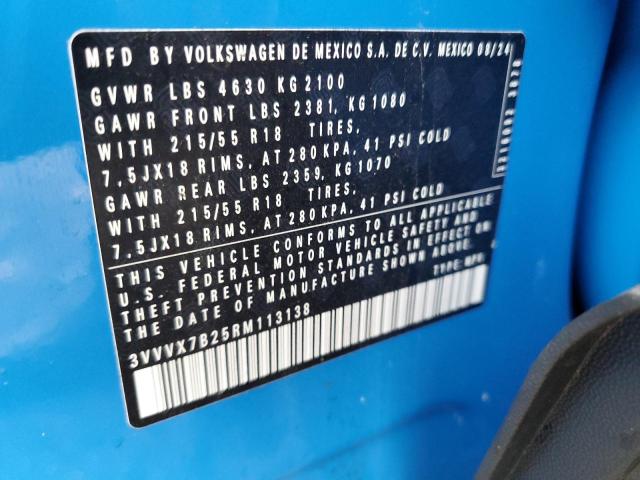 MFD BY VOLKSWAGEN DE MEXICO S.A. DE C.V. MEXICO 08/24
GVWR LBS 4630 KG 2100
GAWR FRONT LBS 2381, KG 1080
WITH 215/55 R18 TIRES,
7.5JX18 RIMS, AT 280 KPA, 41 PSI COLD
GAWR REAR LBS 2359, KG 1070
WITH 215/55 R18 TIRES,
7.5JX18 RIMS, AT 280 KPA, 41 PSI COLD
THIS VEHICLE CONFORMS TO ALL APPLICABLE
U.S. FEDERAL MOTOR VEHICLE SAFETY AND
THEFT PREVENTION STANDARDS IN EFFECT ON
THE DATE OF MANUFACTURE SHOWN ABOVE.
TYPE: MPV
3VVVX7B25RM113138